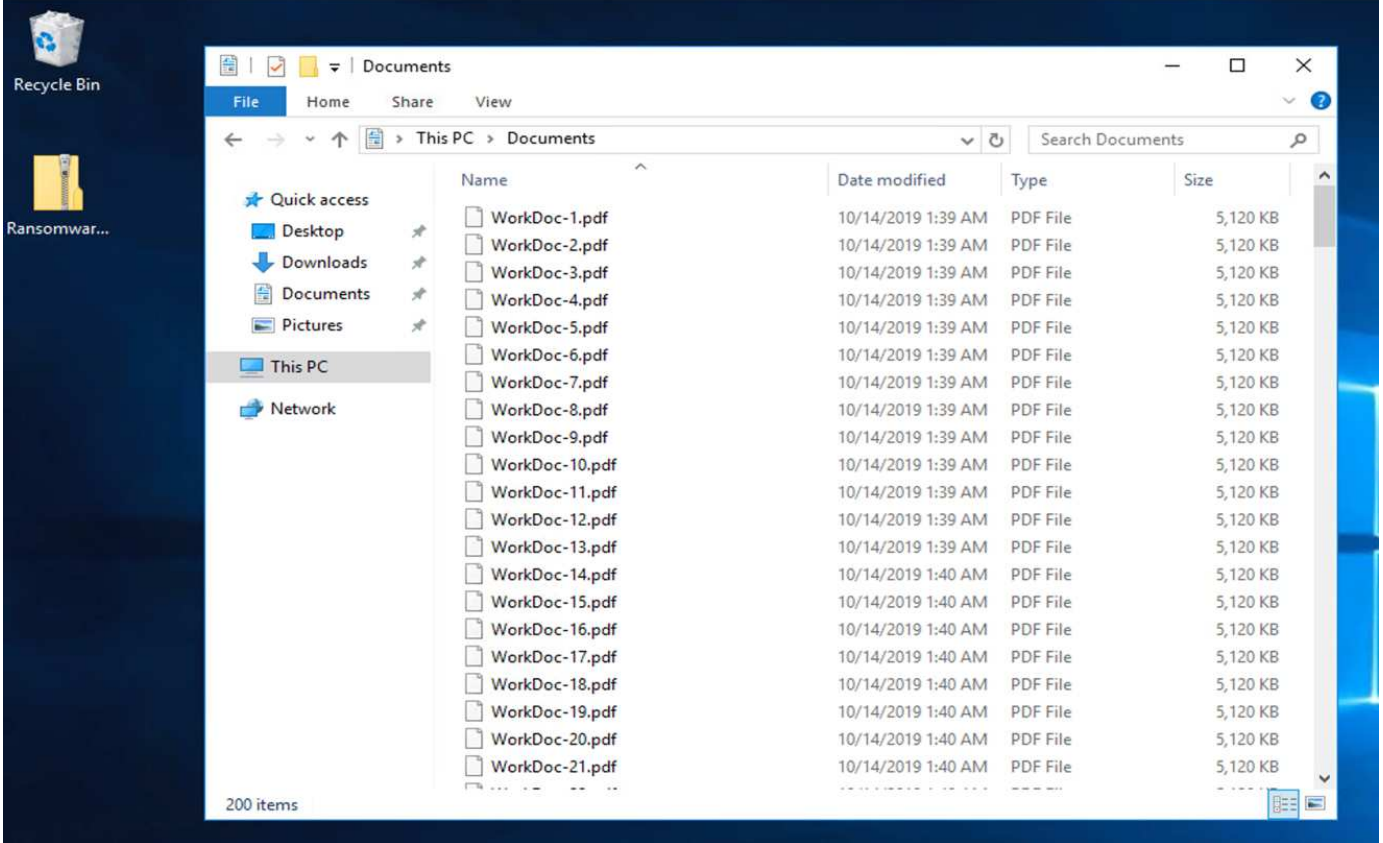 Recycle Bin
Ransomwar...
Documents
File Home Share View
This PC > Documents
Search Documents
Quick access
Desktop
Downloads
Documents
Pictures
This PC
Network
Name Date modified Type Size
WorkDoc-1.pdf 10/14/2019 1:39 AM PDF File 5,120 KB
WorkDoc-2.pdf 10/14/2019 1:39 AM PDF File 5,120 KB
WorkDoc-3.pdf 10/14/2019 1:39 AM PDF File 5,120 KB
WorkDoc-4.pdf 10/14/2019 1:39 AM PDF File 5,120 KB
WorkDoc-5.pdf 10/14/2019 1:39 AM PDF File 5,120 KB
WorkDoc-6.pdf 10/14/2019 1:39 AM PDF File 5,120 KB
WorkDoc-7.pdf 10/14/2019 1:39 AM PDF File 5,120 KB
WorkDoc-8.pdf 10/14/2019 1:39 AM PDF File 5,120 KB
WorkDoc-9.pdf 10/14/2019 1:39 AM PDF File 5,120 KB
WorkDoc-10.pdf 10/14/2019 1:39 AM PDF File 5,120 KB
WorkDoc-11.pdf 10/14/2019 1:39 AM PDF File 5,120 KB
WorkDoc-12.pdf 10/14/2019 1:39 AM PDF File 5,120 KB
WorkDoc-13.pdf 10/14/2019 1:39 AM PDF File 5,120 KB
WorkDoc-14.pdf 10/14/2019 1:40 AM PDF File 5,120 KB
WorkDoc-15.pdf 10/14/2019 1:40 AM PDF File 5,120 KB
WorkDoc-16.pdf 10/14/2019 1:40 AM PDF File 5,120 KB
WorkDoc-17.pdf 10/14/2019 1:40 AM PDF File 5,120 KB
WorkDoc-18.pdf 10/14/2019 1:40 AM PDF File 5,120 KB
WorkDoc-19.pdf 10/14/2019 1:40 AM PDF File 5,120 KB
WorkDoc-20.pdf 10/14/2019 1:40 AM PDF File 5,120 KB
WorkDoc-21.pdf 10/14/2019 1:40 AM PDF File 5,120 KB
200 items